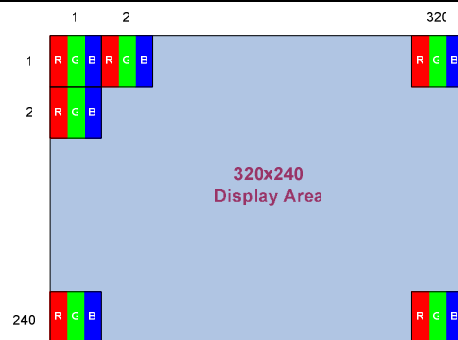 1 2 320
1 R G B R G B R G B
2 R G B
320x240
Display Area
240 R G B R G B